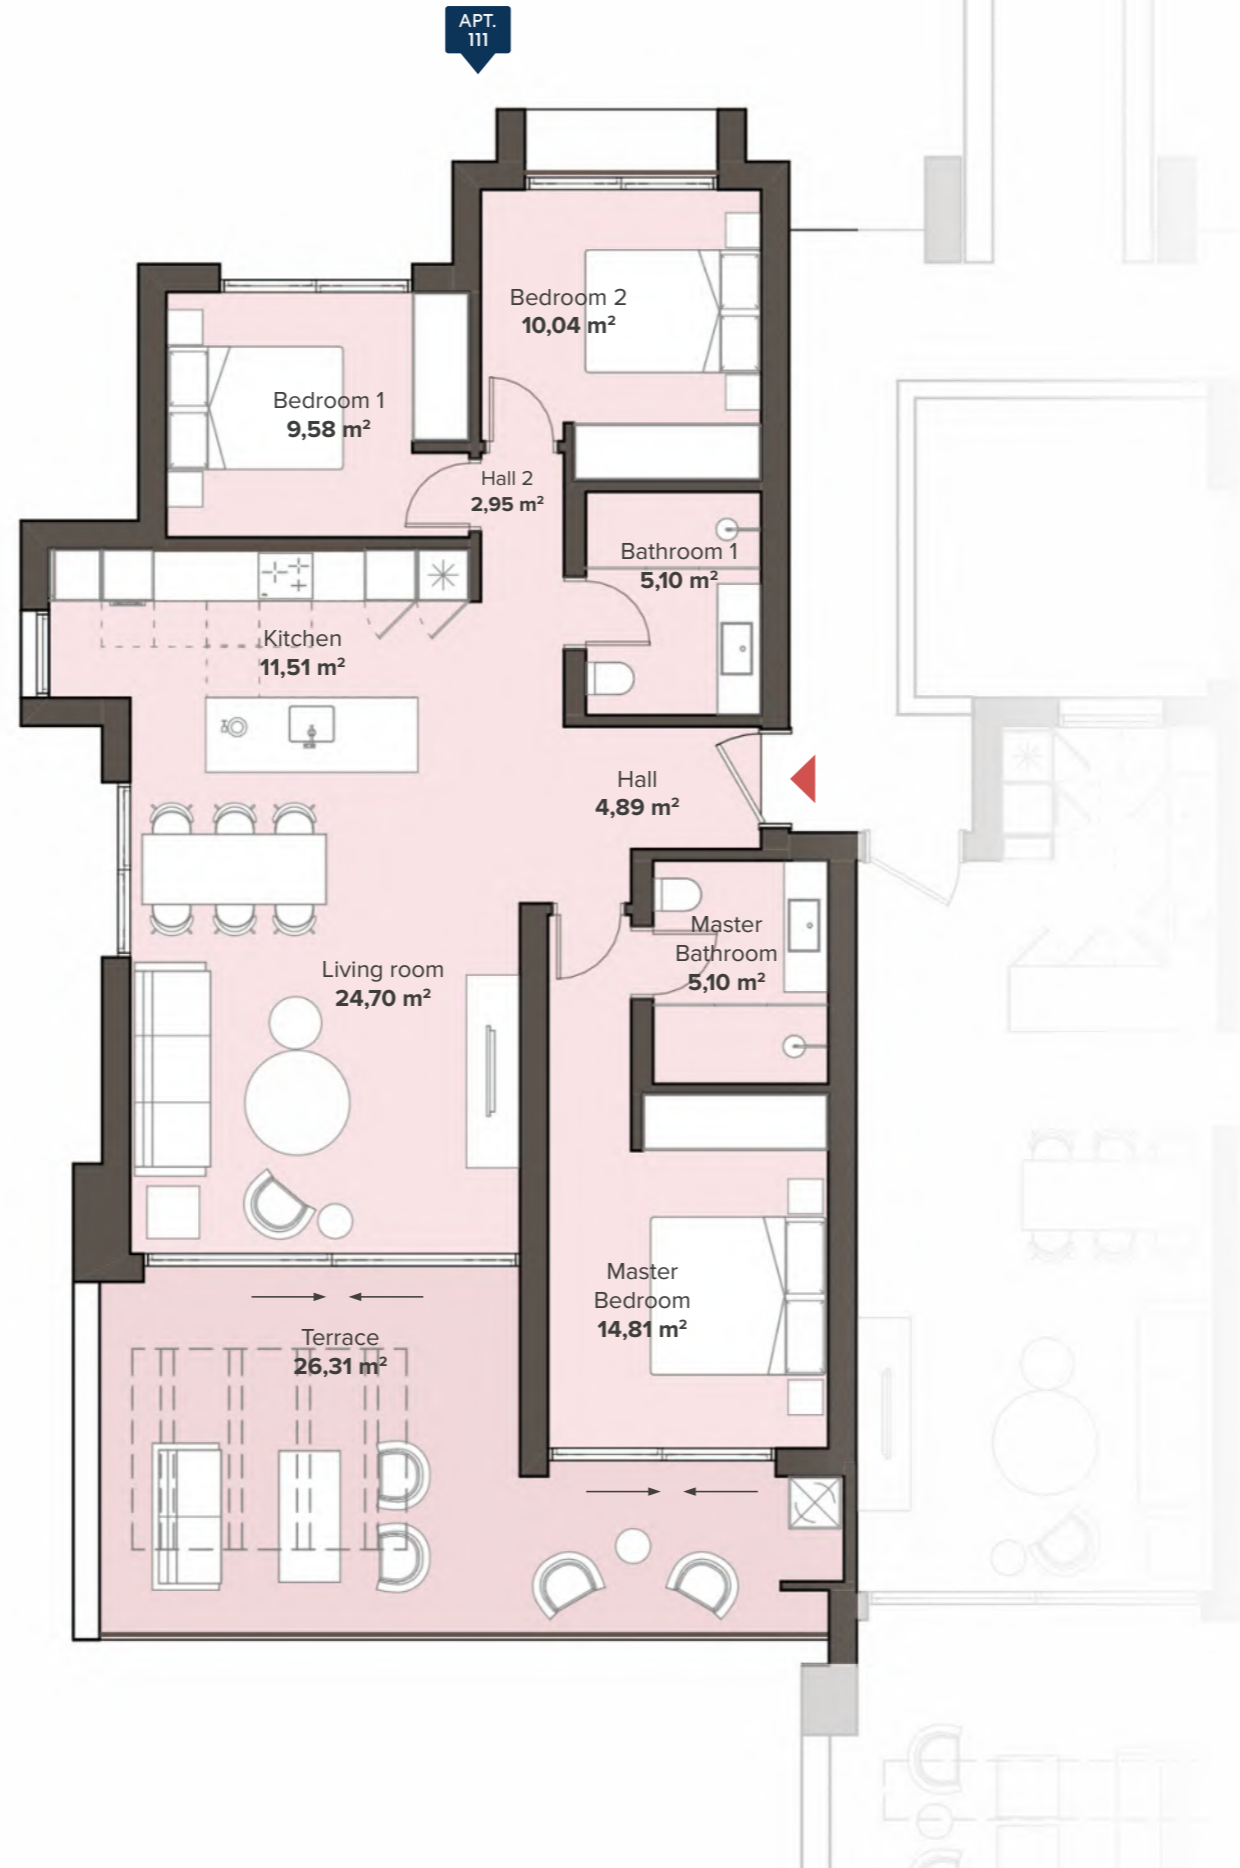 APT.
111
Bedroom 2
10,04 m²
Bedroom 1
9,58 m²
Hall 2
2,95 m²
Bathroom 1
5,10 m²
Kitchen
11,51 m²
Hall
4,89 m²
Master
Bathroom
5,10 m²
Living room
24,70 m²
Master
Bedroom
14,81 m²
Terrace
26,31 m²